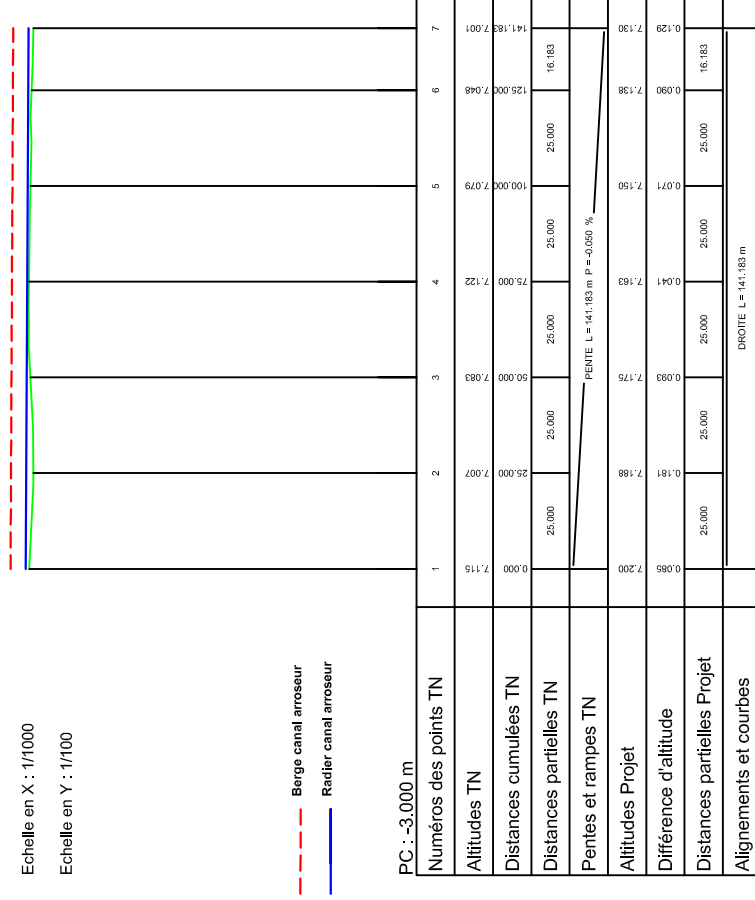 Echelle en X : 1/1000
Echelle en Y : 1/100
Berge canal arroseur
Radier canal arroseur
PC : -3.000 m
Numéros des points TN 1 2 3 4 5 6 7
Altitudes TN 7.115 7.007 7.083 7.122 7.079 7.048 7.001
Distances cumulées TN 0.000 25.000 50.000 75.000 100.000 125.000 141.183
Distances partielles TN 25.000 25.000 25.000 25.000 25.000 16.183
Pentes et rampes TN PENTE L = 141.183 m P = -0.050 %
Altitudes Projet 7.200 7.188 7.175 7.163 7.150 7.138 7.130
Différence d'altitude 0.085 0.181 0.093 0.041 0.071 0.090 0.129
Distances partielles Projet 25.000 25.000 25.000 25.000 25.000 16.183
Alignements et courbes DROITE L = 141.183 m